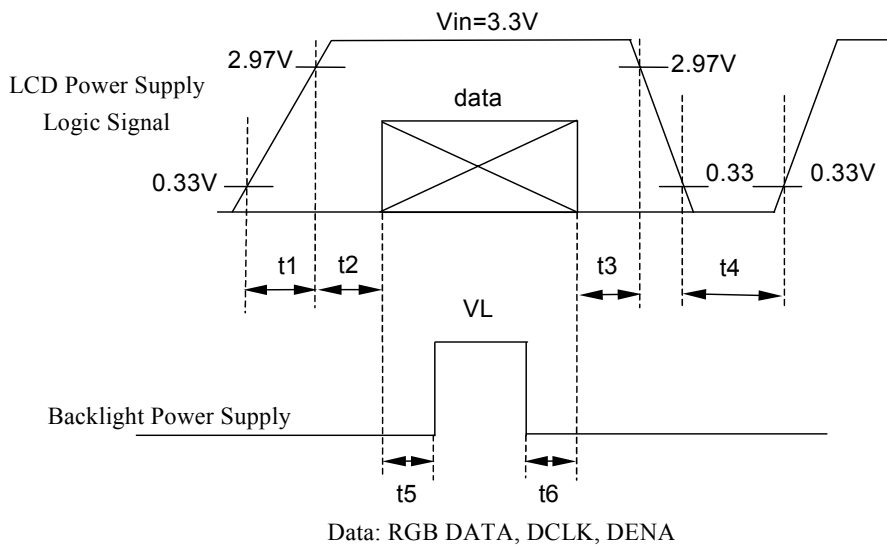 Vin=3.3V
2.97V
2.97V
LCD Power Supply
Logic Signal
data
0.33V
0.33
0.33V
t1
t2
t3
t4
VL
Backlight Power Supply
t5
t6
Data: RGB DATA, DCLK, DENA